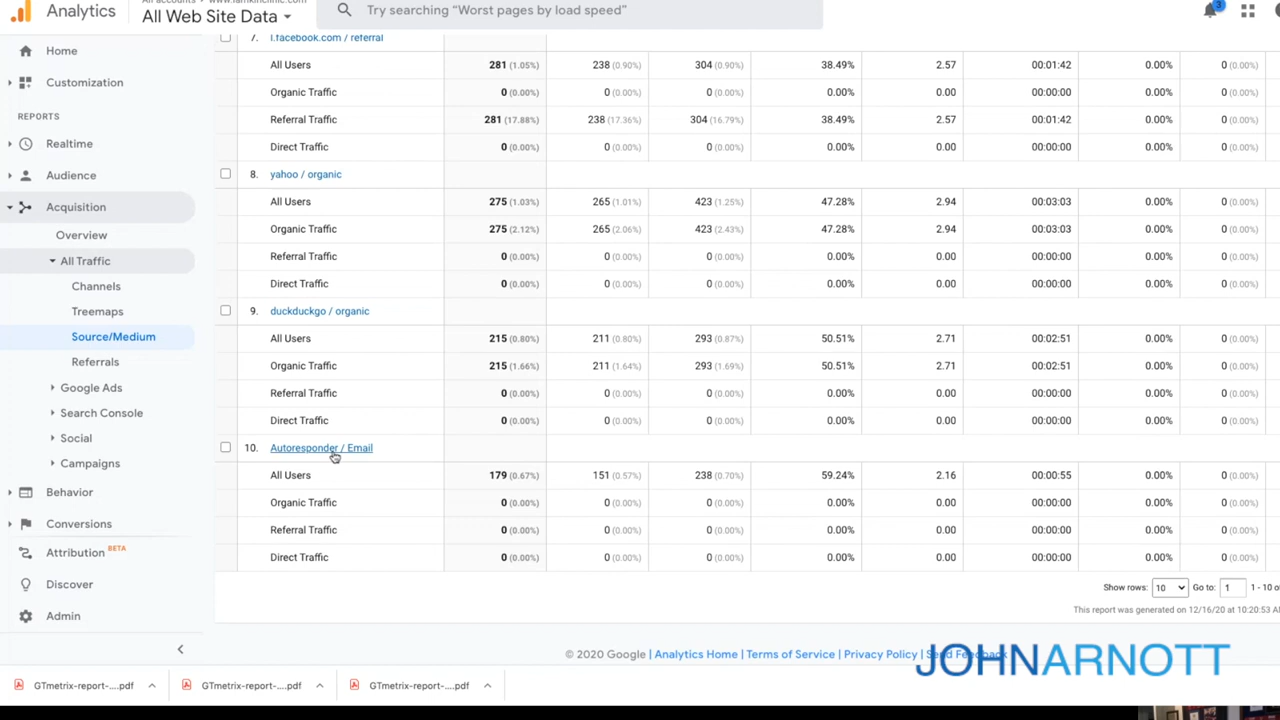 Analytics
All accounts > www.lamkinclinic.com
All Web Site Data
Try searching “Worst pages by load speed”
3
Home
Customization
REPORTS
Realtime
Audience
Acquisition
Overview
All Traffic
Channels
Treemaps
Source/Medium
Referrals
Google Ads
Search Console
Social
Campaigns
Behavior
Conversions
Attribution BETA
Discover
Admin
7. l.facebook.com / referral
All Users 281 (1.05%) 238 (0.90%) 304 (0.90%) 38.49% 2.57 00:01:42 0.00% 0 (0.00%)
Organic Traffic 0 (0.00%) 0 (0.00%) 0 (0.00%) 0.00% 0.00 00:00:00 0.00% 0 (0.00%)
Referral Traffic 281 (17.88%) 238 (17.36%) 304 (16.79%) 38.49% 2.57 00:01:42 0.00% 0 (0.00%)
Direct Traffic 0 (0.00%) 0 (0.00%) 0 (0.00%) 0.00% 0.00 00:00:00 0.00% 0 (0.00%)
8. yahoo / organic
All Users 275 (1.03%) 265 (1.01%) 423 (1.25%) 47.28% 2.94 00:03:03 0.00% 0 (0.00%)
Organic Traffic 275 (2.12%) 265 (2.06%) 423 (2.43%) 47.28% 2.94 00:03:03 0.00% 0 (0.00%)
Referral Traffic 0 (0.00%) 0 (0.00%) 0 (0.00%) 0.00% 0.00 00:00:00 0.00% 0 (0.00%)
Direct Traffic 0 (0.00%) 0 (0.00%) 0 (0.00%) 0.00% 0.00 00:00:00 0.00% 0 (0.00%)
9. duckduckgo / organic
All Users 215 (0.80%) 211 (0.80%) 293 (0.87%) 50.51% 2.71 00:02:51 0.00% 0 (0.00%)
Organic Traffic 215 (1.66%) 211 (1.64%) 293 (1.69%) 50.51% 2.71 00:02:51 0.00% 0 (0.00%)
Referral Traffic 0 (0.00%) 0 (0.00%) 0 (0.00%) 0.00% 0.00 00:00:00 0.00% 0 (0.00%)
Direct Traffic 0 (0.00%) 0 (0.00%) 0 (0.00%) 0.00% 0.00 00:00:00 0.00% 0 (0.00%)
10. Autoresponder / Email
All Users 179 (0.67%) 151 (0.57%) 238 (0.70%) 59.24% 2.16 00:00:55 0.00% 0 (0.00%)
Organic Traffic 0 (0.00%) 0 (0.00%) 0 (0.00%) 0.00% 0.00 00:00:00 0.00% 0 (0.00%)
Referral Traffic 0 (0.00%) 0 (0.00%) 0 (0.00%) 0.00% 0.00 00:00:00 0.00% 0 (0.00%)
Direct Traffic 0 (0.00%) 0 (0.00%) 0 (0.00%) 0.00% 0.00 00:00:00 0.00% 0 (0.00%)
Show rows: 10 Go to: 1 1 - 10 of
This report was generated on 12/16/20 at 10:20:53 AM
© 2020 Google | Analytics Home | Terms of Service | Privacy Policy | Send Feedback
JOHNARNOTT
GTmetrix-report-....pdf
GTmetrix-report-....pdf
GTmetrix-report-....pdf